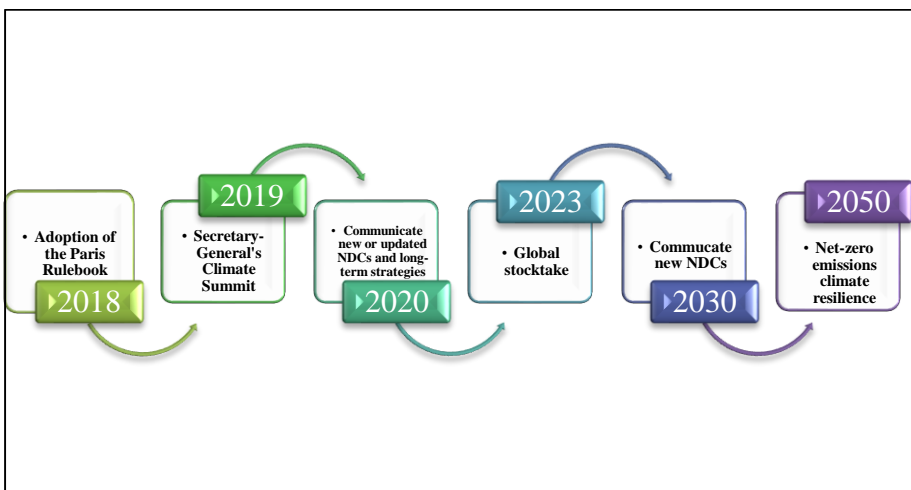 • Adoption of
the Paris
Rulebook
2018
2019
• Secretary-
General's
Climate
Summit
• Communicate
new or updated
NDCs and long-
term strategies
2020
2023
• Global
stocktake
• Commucate
new NDCs
2030
2050
• Net-zero
emissions
climate
resilience